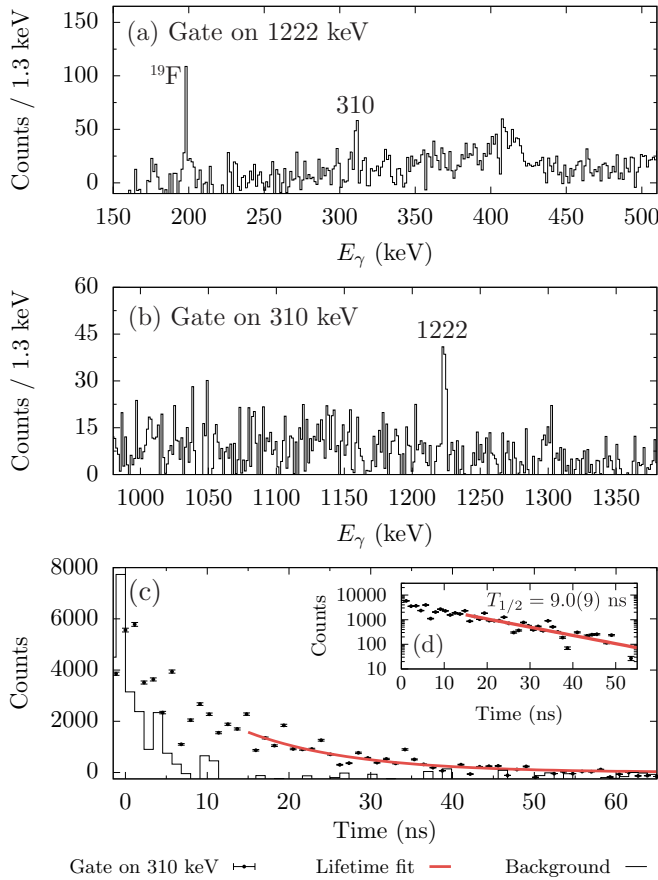 (a) Gate on 1222 keV
¹⁹F
310
Counts / 1.3 keV
150
100
50
0
150 200 250 300 350 400 450 500
E_γ (keV)
(b) Gate on 310 keV
1222
Counts / 1.3 keV
60
45
30
15
0
1000 1050 1100 1150 1200 1250 1300 1350
E_γ (keV)
(c)
Counts
8000
6000
4000
2000
0
0 10 20 30 40 50 60
Time (ns)
T_{1/2} = 9.0(9) ns
(d)
Counts
10000
1000
100
10
0 10 20 30 40 50
Time (ns)
Gate on 310 keV Lifetime fit Background